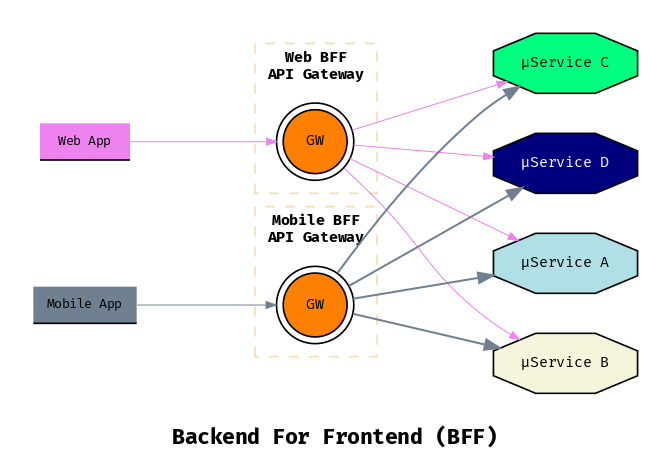 Web BFF
API Gateway
µService C
Web App
GW
µService D
Mobile BFF
API Gateway
µService A
Mobile App
GW
µService B
Backend For Frontend (BFF)